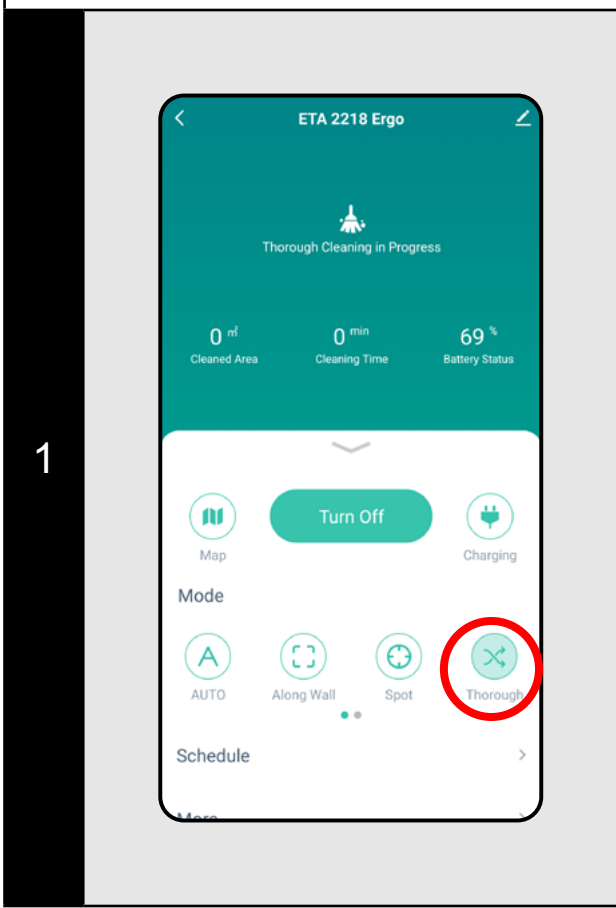 1
ETA 2218 Ergo
Thorough Cleaning in Progress
0 ㎡ 0 min 69 %
Cleaned Area Cleaning Time Battery Status
Turn Off
Map Charging
Mode
AUTO Along Wall Spot Thorough
Schedule
More